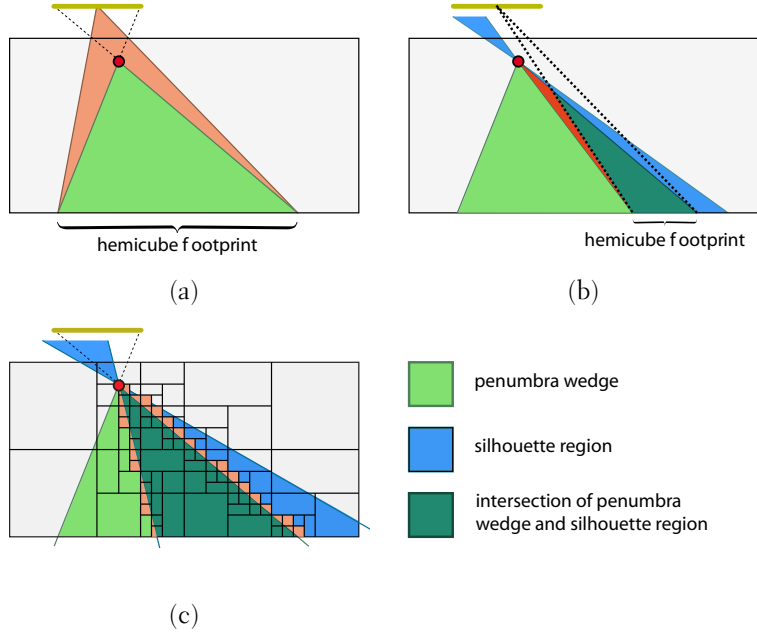 hemicube f ootprint
hemicube f ootprint
(a)
(b)
penumbra wedge
silhouette region
intersection of penumbra
wedge and silhouette region
(c)